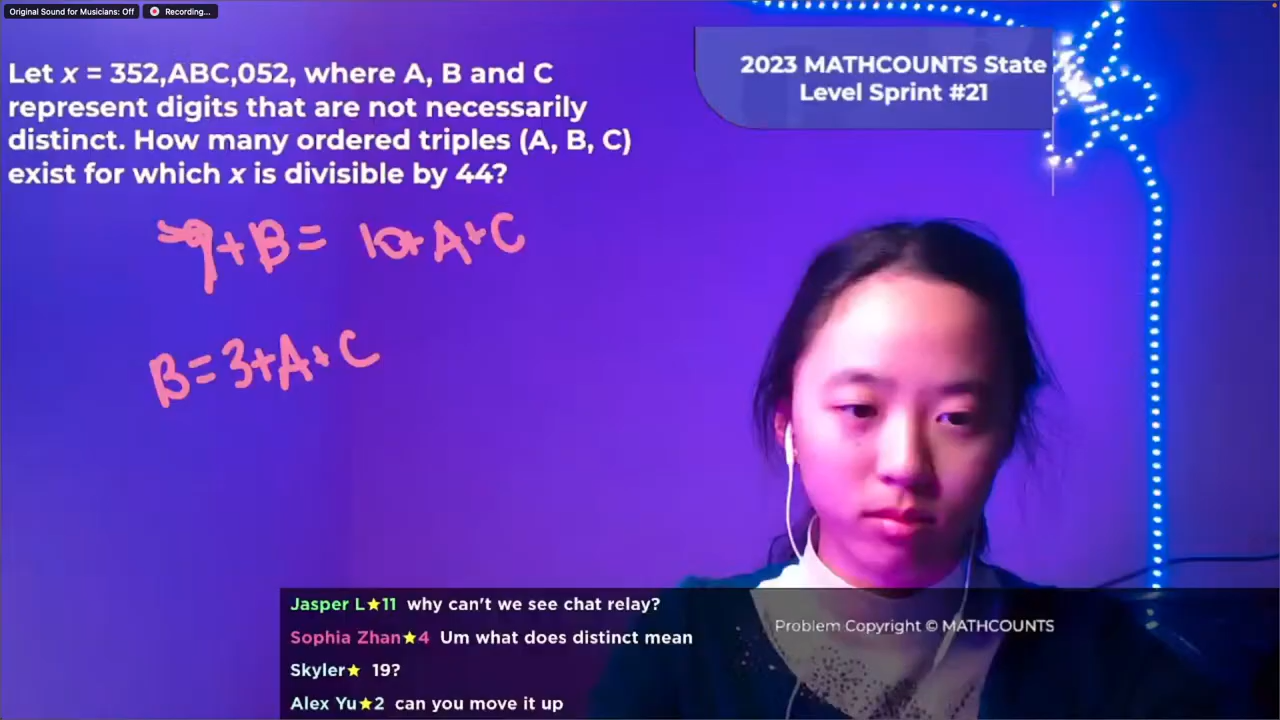 Original Sound for Musicians: Off
Recording...
Let x = 352,ABC,052, where A, B and C
represent digits that are not necessarily
distinct. How many ordered triples (A, B, C)
exist for which x is divisible by 44?
2023 MATHCOUNTS State
Level Sprint #21
9+B= 10+A+C
B=3+A+C
Jasper L★11 why can't we see chat relay?
Sophia Zhan★4 Um what does distinct mean
Skyler★ 19?
Alex Yu★2 can you move it up
Problem Copyright © MATHCOUNTS